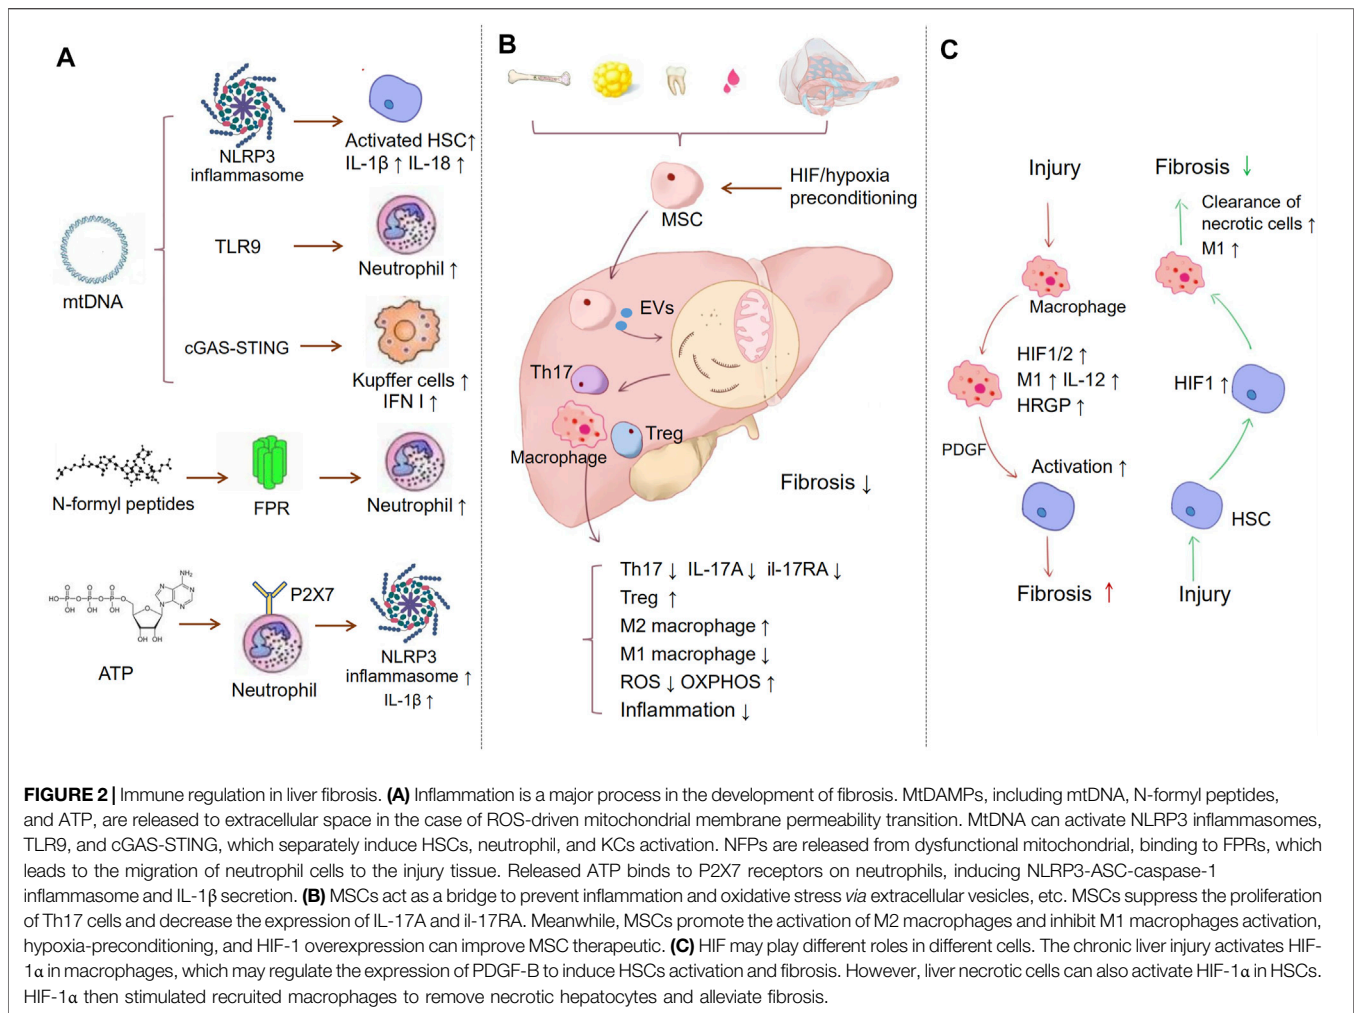 A
NLRP3
inflammasome
Activated HSC↑
IL-1β ↑ IL-18 ↑
mtDNA
TLR9
Neutrophil ↑
cGAS-STING
Kupffer cells ↑
IFN I ↑
N-formyl peptides
FPR
Neutrophil ↑
NH₂
N
N
N
N
HO
P
O
P
O
P
O
O
O
O
OH
OH
OH
O
OH OH
ATP
P2X7
Neutrophil
NLRP3
inflammasome ↑
IL-1β ↑
B
MSC
HIF/hypoxia
preconditioning
EVs
Th17
Treg
Macrophage
Fibrosis ↓
Th17 ↓ IL-17A ↓ il-17RA ↓
Treg ↑
M2 macrophage ↑
M1 macrophage ↓
ROS ↓ OXPHOS ↑
Inflammation ↓
C
Injury
Macrophage
HIF1/2 ↑
M1 ↑ IL-12 ↑
HRGP ↑
PDGF
Activation ↑
Fibrosis ↑
Fibrosis ↓
Clearance of
necrotic cells ↑
M1 ↑
HIF1 ↑
HSC
Injury
FIGURE 2 | Immune regulation in liver fibrosis. (A) Inflammation is a major process in the development of fibrosis. MtDAMPs, including mtDNA, N-formyl peptides,
and ATP, are released to extracellular space in the case of ROS-driven mitochondrial membrane permeability transition. MtDNA can activate NLRP3 inflammasomes,
TLR9, and cGAS-STING, which separately induce HSCs, neutrophil, and KCs activation. NFPs are released from dysfunctional mitochondrial, binding to FPRs, which
leads to the migration of neutrophil cells to the injury tissue. Released ATP binds to P2X7 receptors on neutrophils, inducing NLRP3-ASC-caspase-1
inflammasome and IL-1β secretion. (B) MSCs act as a bridge to prevent inflammation and oxidative stress via extracellular vesicles, etc. MSCs suppress the proliferation
of Th17 cells and decrease the expression of IL-17A and il-17RA. Meanwhile, MSCs promote the activation of M2 macrophages and inhibit M1 macrophages activation,
hypoxia-preconditioning, and HIF-1 overexpression can improve MSC therapeutic. (C) HIF may play different roles in different cells. The chronic liver injury activates HIF-
1α in macrophages, which may regulate the expression of PDGF-B to induce HSCs activation and fibrosis. However, liver necrotic cells can also activate HIF-1α in HSCs.
HIF-1α then stimulated recruited macrophages to remove necrotic hepatocytes and alleviate fibrosis.